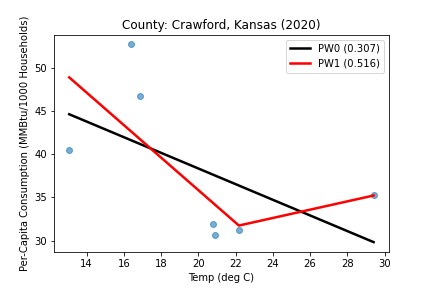 County: Crawford, Kansas (2020)
PW0 (0.307)
PW1 (0.516)
Per-Capita Consumption (MMBtu/1000 Households)
50
45
40
35
30
14 16 18 20 22 24 26 28 30
Temp (deg C)